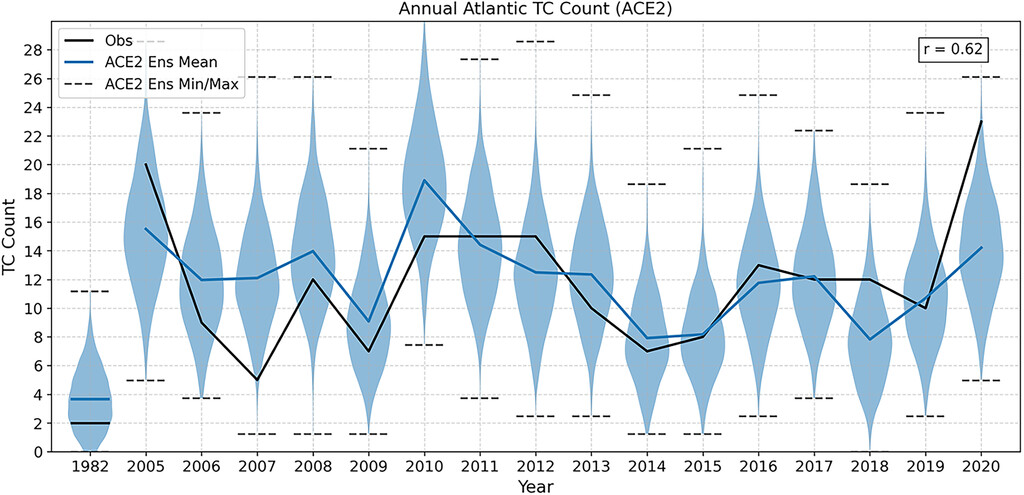 Annual Atlantic TC Count (ACE2)
Obs
ACE2 Ens Mean
ACE2 Ens Min/Max
r = 0.62
TC Count
28
26
24
22
20
18
16
14
12
10
8
6
4
2
0
1982 2005 2006 2007 2008 2009 2010 2011 2012 2013 2014 2015 2016 2017 2018 2019 2020
Year